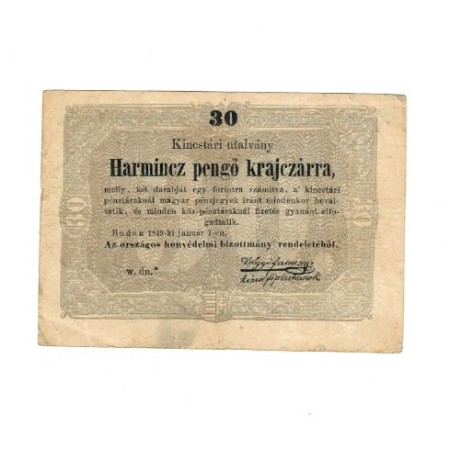 30
Kincstári utalvány
Harmincz pengő krajczárra,
melly, két darabját egy forintra számítva, a' kincstári
pénztáraknál magyar pénzjegyek iránt mindenkor bevál-
tatik, és minden köz-pénztáraknál fizetés gyanánt elfo-
gadtatik.
Budán 1849-ki január 1-én.
Az országos honvédelmi bizottmány rendeletéből.
w. dn.*
30